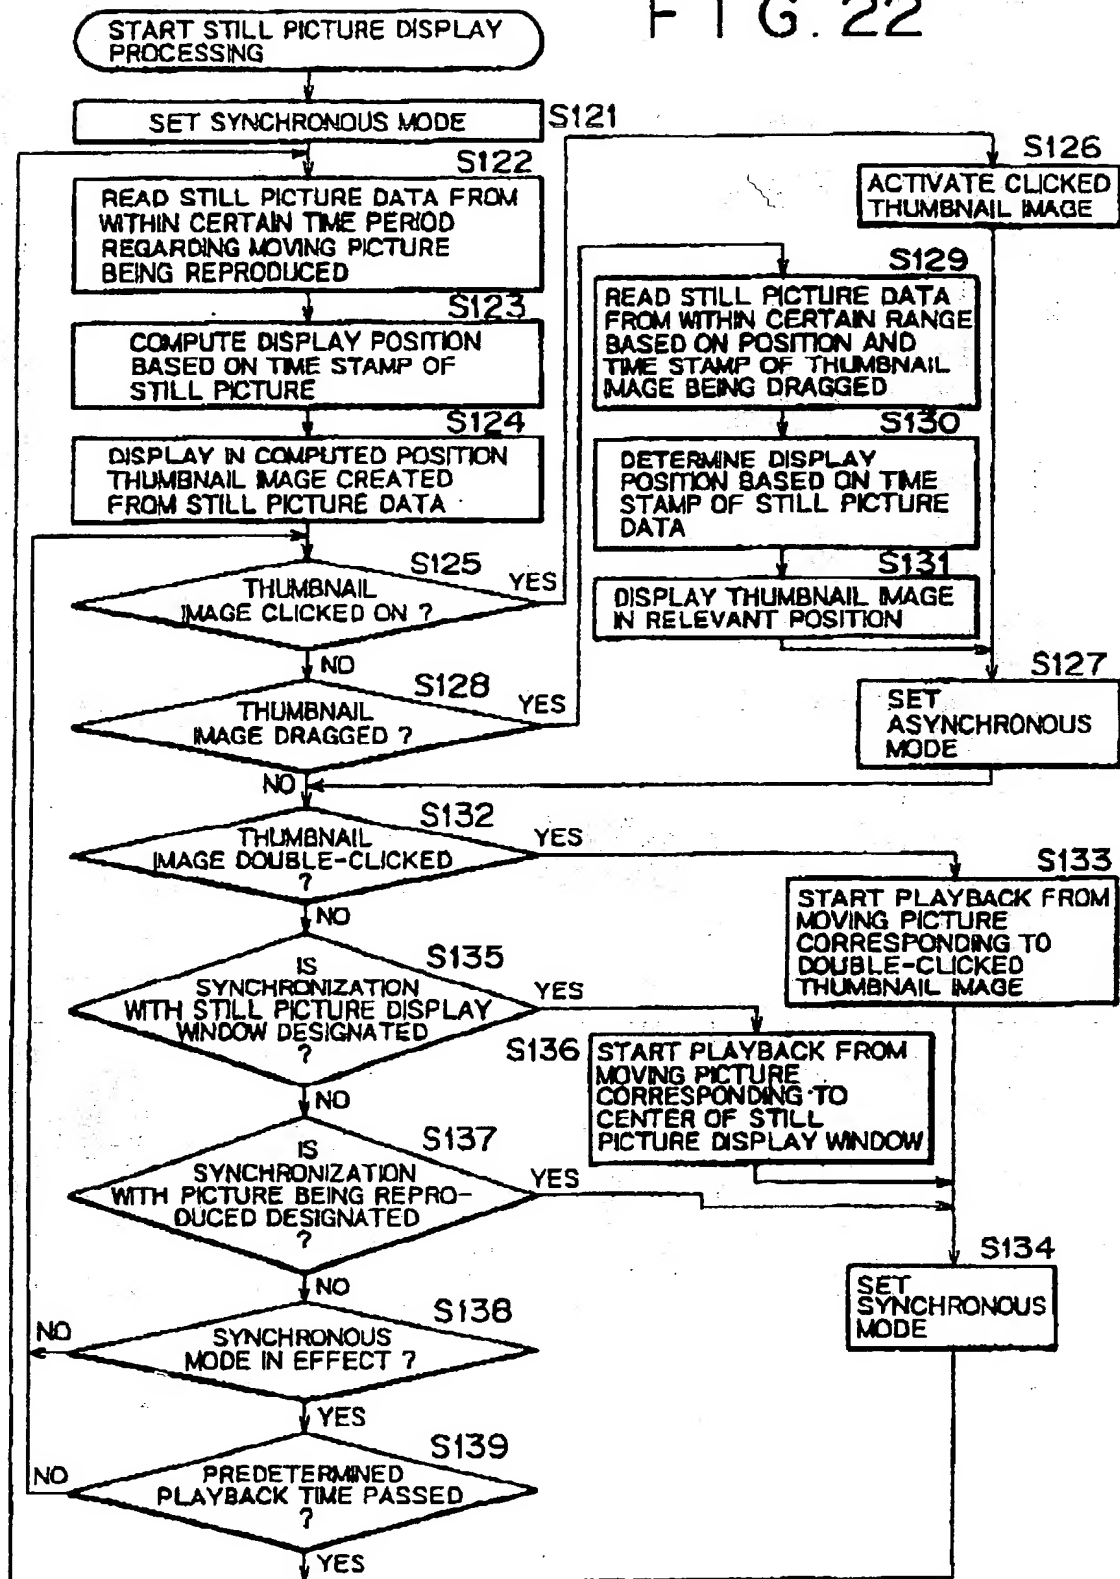 FIG. 22
START STILL PICTURE DISPLAY
PROCESSING
SET SYNCHRONOUS MODE
S121
S122
READ STILL PICTURE DATA FROM
WITHIN CERTAIN TIME PERIOD
REGARDING MOVING PICTURE
BEING REPRODUCED
S123
COMPUTE DISPLAY POSITION
BASED ON TIME STAMP OF
STILL PICTURE
S124
DISPLAY IN COMPUTED POSITION
THUMBNAIL IMAGE CREATED
FROM STILL PICTURE DATA
S125
THUMBNAIL
IMAGE CLICKED ON ?
YES
NO
S126
ACTIVATE CLICKED
THUMBNAIL IMAGE
S128
THUMBNAIL
IMAGE DRAGGED ?
YES
NO
S129
READ STILL PICTURE DATA
FROM WITHIN CERTAIN RANGE
BASED ON POSITION AND
TIME STAMP OF THUMBNAIL
IMAGE BEING DRAGGED
S130
DETERMINE DISPLAY
POSITION BASED ON TIME
STAMP OF STILL PICTURE
DATA
S131
DISPLAY THUMBNAIL IMAGE
IN RELEVANT POSITION
S127
SET
ASYNCHRONOUS
MODE
S132
THUMBNAIL
IMAGE DOUBLE-CLICKED
?
YES
NO
S133
START PLAYBACK FROM
MOVING PICTURE
CORRESPONDING TO
DOUBLE-CLICKED
THUMBNAIL IMAGE
S135
IS
SYNCHRONIZATION
WITH STILL PICTURE DISPLAY
WINDOW DESIGNATED
?
YES
NO
S136
START PLAYBACK FROM
MOVING PICTURE
CORRESPONDING TO
CENTER OF STILL
PICTURE DISPLAY WINDOW
S137
IS
SYNCHRONIZATION
WITH PICTURE BEING REPRO-
DUCED DESIGNATED
?
YES
NO
S134
SET
SYNCHRONOUS
MODE
S138
SYNCHRONOUS
MODE IN EFFECT ?
NO
YES
S139
PREDETERMINED
PLAYBACK TIME PASSED
?
NO
YES